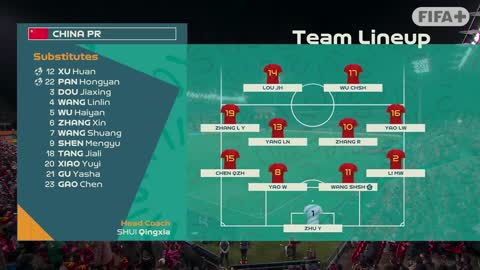 FIFA+
CHINA PR
Team Lineup
Substitutes
12 XU Huan
22 PAN Hongyan
3 DOU Jiaxing
4 WANG Linlin
5 WU Haiyan
6 ZHANG Xin
7 WANG Shuang
9 SHEN Mengyu
18 TANG Jiali
20 XIAO Yuyi
21 GU Yasha
23 GAO Chen
Head Coach
SHUI Qingxia
14
LOU JH
17
WU CHSH
19
ZHANG L Y
13
YANG LN
10
ZHANG R
16
YAO LW
15
CHEN QZH
8
YAO W
11
WANG SHSH C
2
LI MW
1
ZHU Y